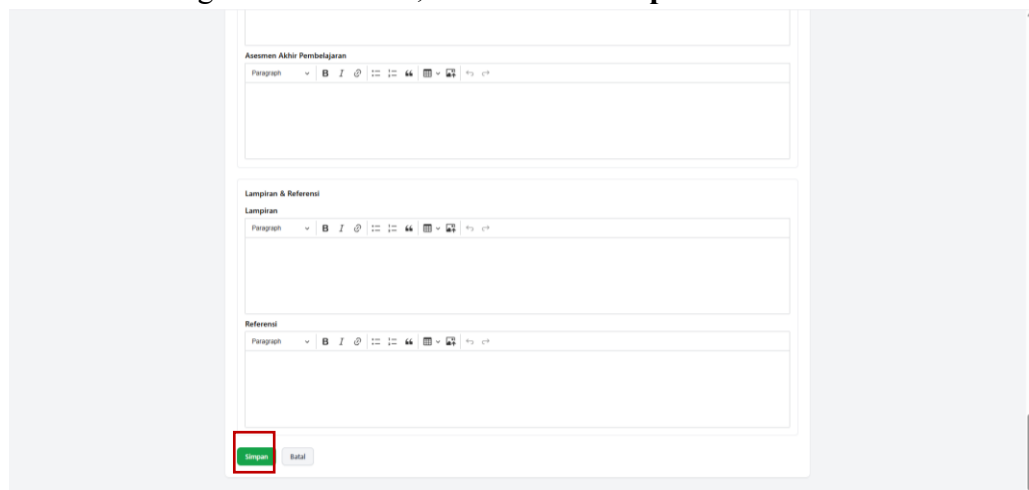 Asesmen Akhir Pembelajaran
Paragraph B I
Lampiran & Referensi
Lampiran
Paragraph B I
Referensi
Paragraph B I
Simpan Batal